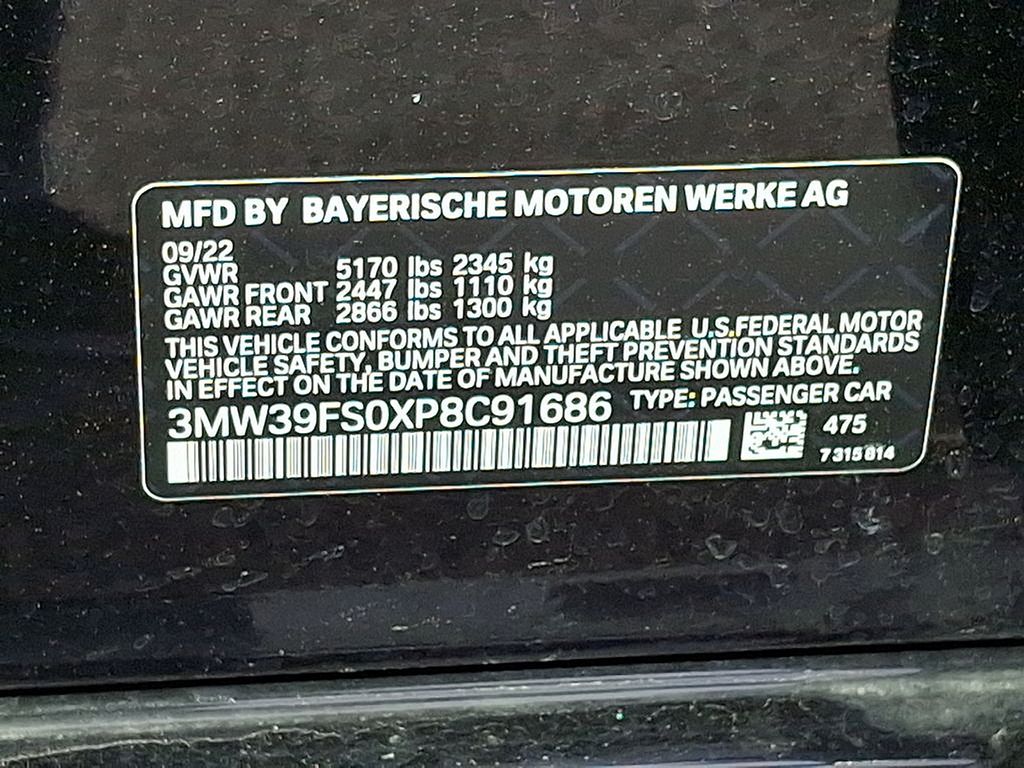 MFD BY BAYERISCHE MOTOREN WERKE AG
09/22
GVWR 5170 lbs 2345 kg
GAWR FRONT 2447 lbs 1110 kg
GAWR REAR 2866 lbs 1300 kg
THIS VEHICLE CONFORMS TO ALL APPLICABLE U.S.FEDERAL MOTOR
VEHICLE SAFETY, BUMPER AND THEFT PREVENTION STANDARDS
IN EFFECT ON THE DATE OF MANUFACTURE SHOWN ABOVE.
3MW39FS0XP8C91686 TYPE: PASSENGER CAR
475
7315814